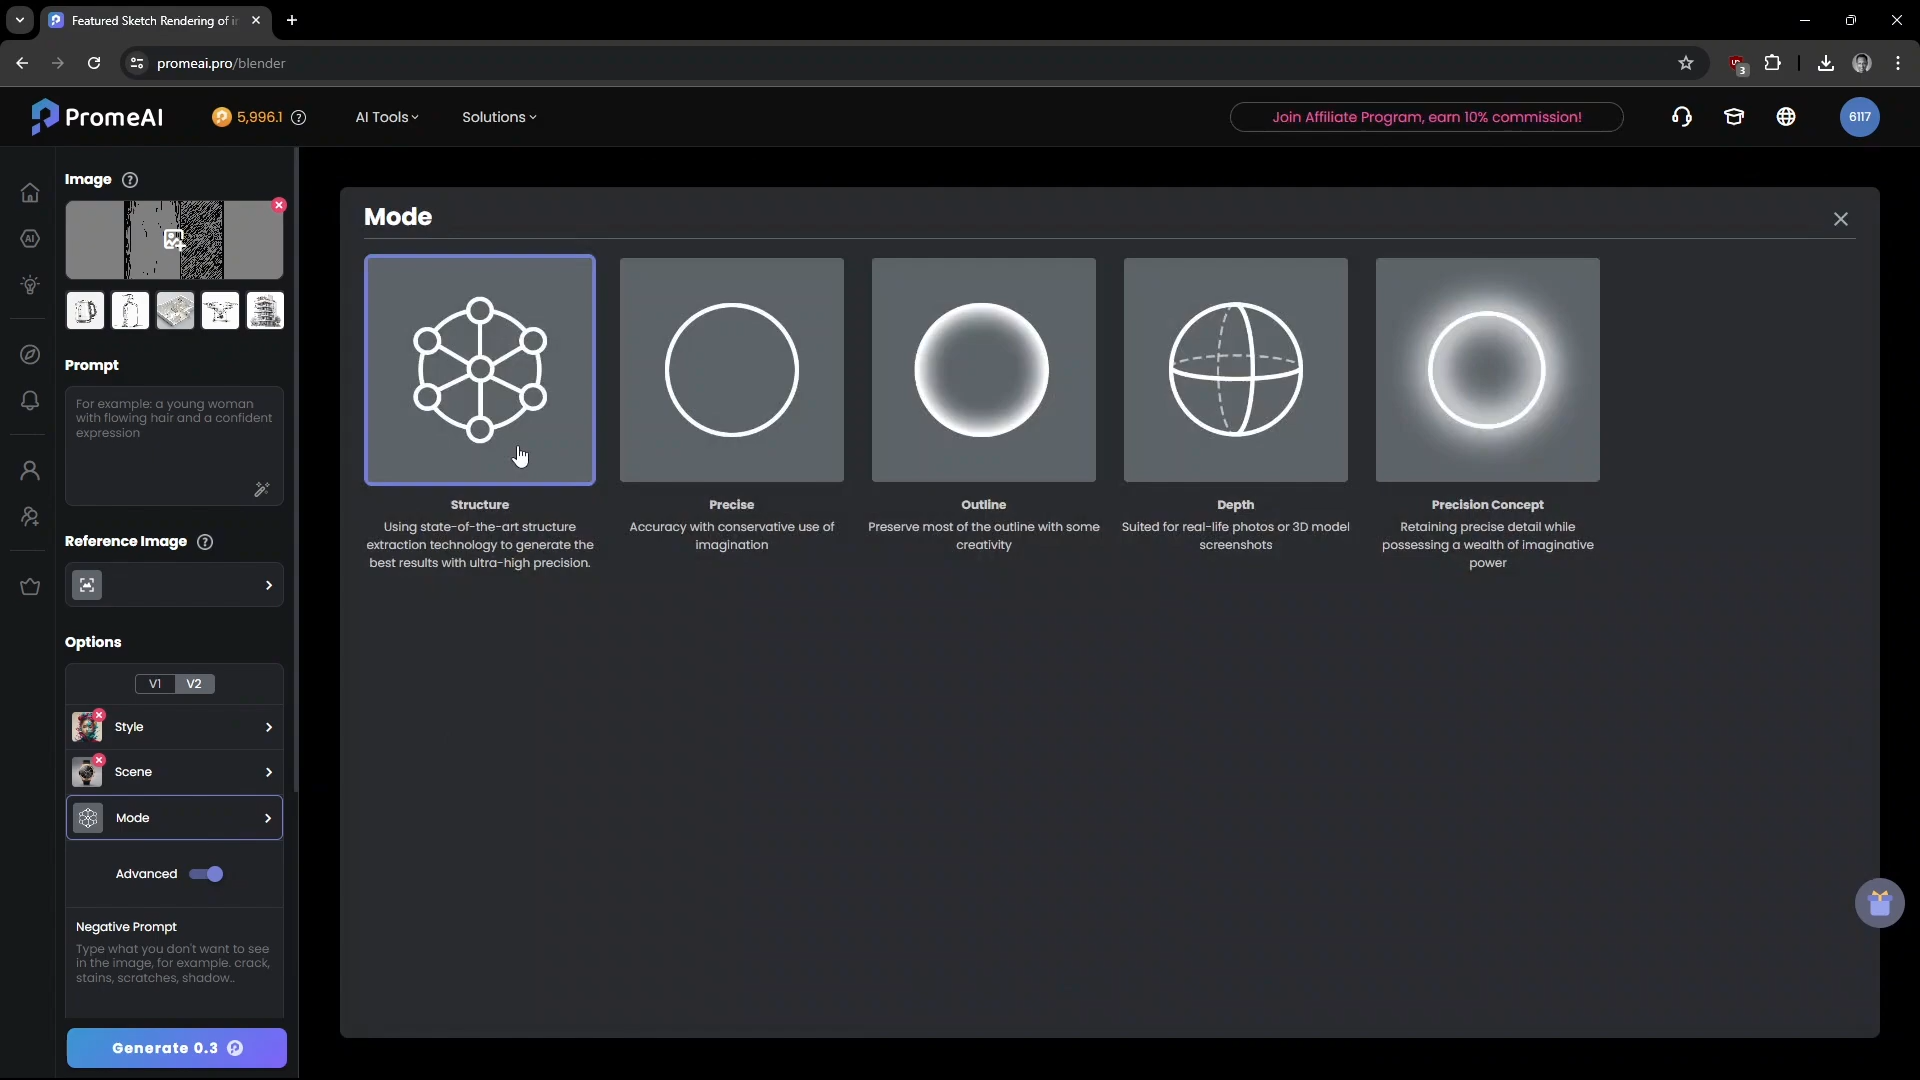 Featured Sketch Rendering of in
promeai.pro/blender
3
PromeAI
5,996.1
AI Tools
Solutions
Join Affiliate Program, earn 10% commission!
6117
AI
Image
Prompt
For example: a young woman
with flowing hair and a confident
expression
Reference Image
Options
V1
V2
Style
Scene
Mode
Advanced
Negative Prompt
Type what you don't want to see
in the image, for example. crack,
stains, scratches, shadow..
Generate 0.3
Mode
Structure
Using state-of-the-art structure
extraction technology to generate the
best results with ultra-high precision.
Precise
Accuracy with conservative use of
imagination
Outline
Preserve most of the outline with some
creativity
Depth
Suited for real-life photos or 3D model
screenshots
Precision Concept
Retaining precise detail while
possessing a wealth of imaginative
power